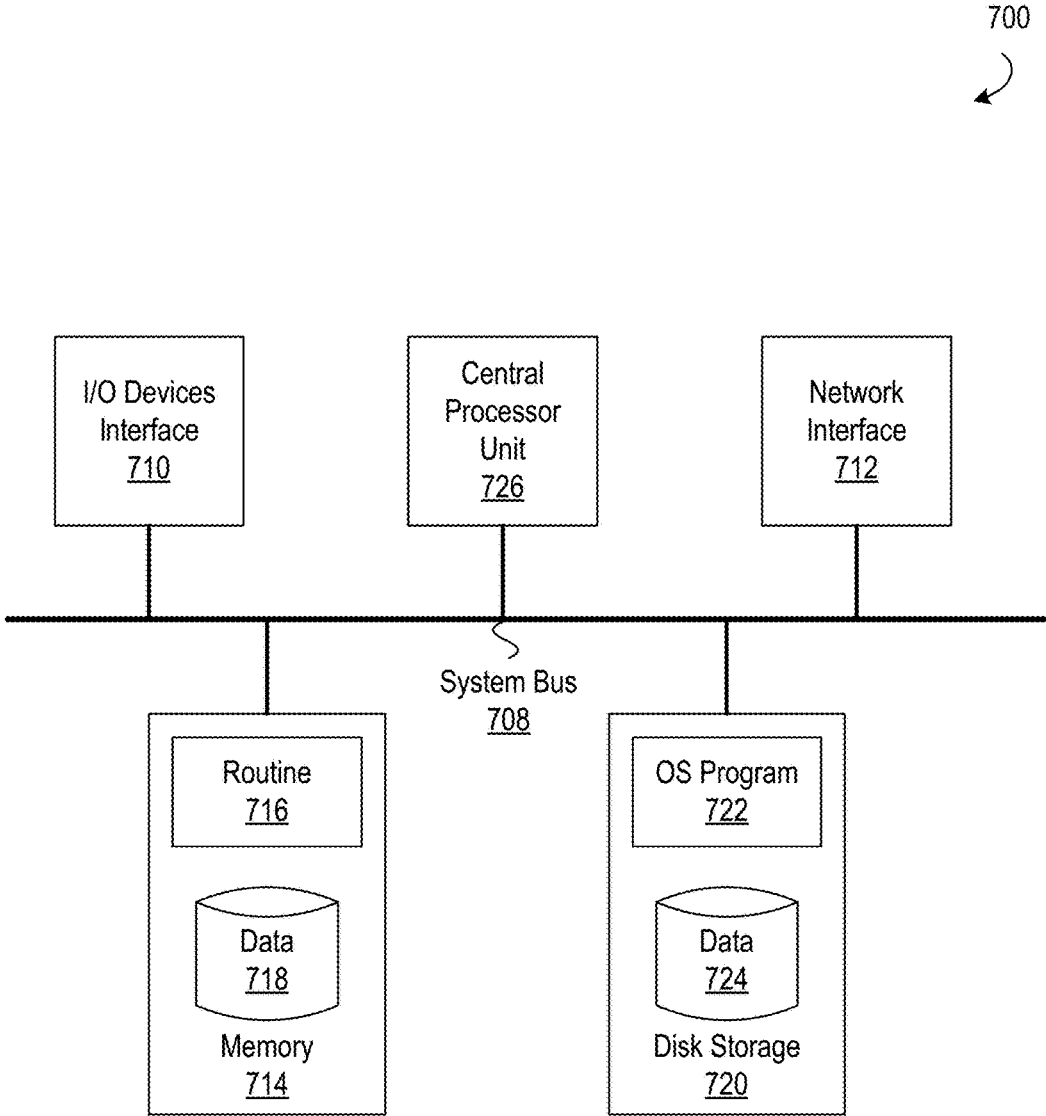 700
I/O Devices
Interface
710
Central
Processor
Unit
726
Network
Interface
712
System Bus
708
Routine
716
Data
718
Memory
714
OS Program
722
Data
724
Disk Storage
720